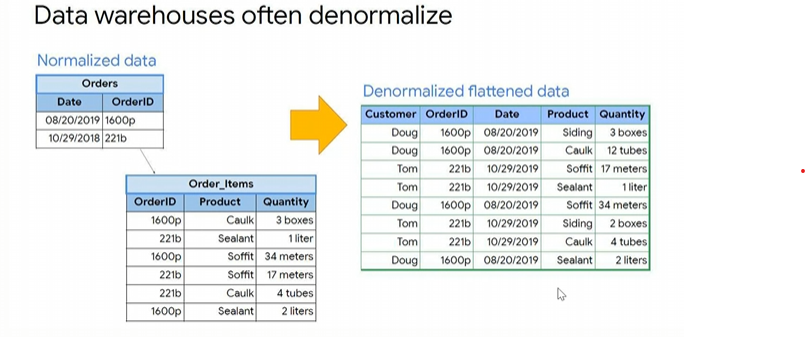 Data warehouses often denormalize
Normalized data
Orders
Date OrderID
08/20/2019 1600p
10/29/2018 221b
Order_Items
OrderID Product Quantity
1600p Caulk 3 boxes
221b Sealant 1 liter
1600p Soffit 34 meters
221b Soffit 17 meters
221b Caulk 4 tubes
1600p Sealant 2 liters
Denormalized flattened data
Customer OrderID Date Product Quantity
Doug 1600p 08/20/2019 Siding 3 boxes
Doug 1600p 08/20/2019 Caulk 12 tubes
Tom 221b 10/29/2019 Soffit 17 meters
Tom 221b 10/29/2019 Sealant 1 liter
Doug 1600p 08/20/2019 Soffit 34 meters
Tom 221b 10/29/2019 Siding 2 boxes
Tom 221b 10/29/2019 Caulk 4 tubes
Doug 1600p 08/20/2019 Sealant 2 liters